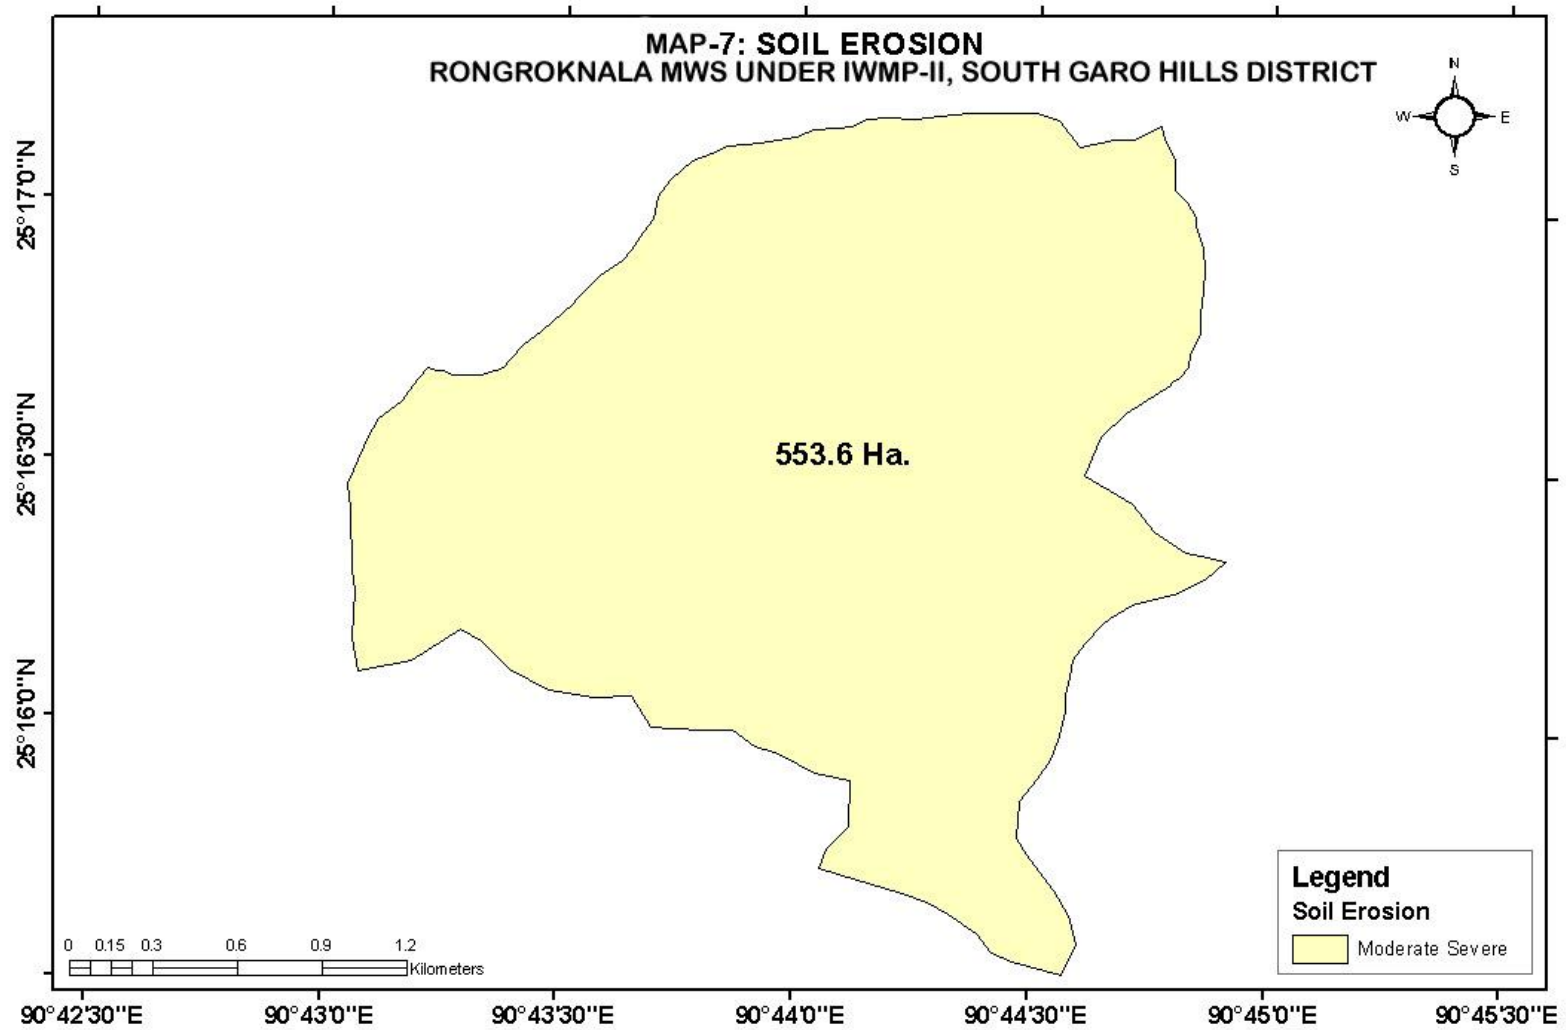 MAP-7: SOIL EROSION
RONGROKNALA MWS UNDER IWMP-II, SOUTH GARO HILLS DISTRICT
N
W E
S
25°17'0"N
25°16'30"N
553.6 Ha.
25°16'0"N
Legend
Soil Erosion
Moderate Severe
0 0.15 0.3 0.6 0.9 1.2
Kilometers
90°42'30"E 90°43'0"E 90°43'30"E 90°44'0"E 90°44'30"E 90°45'0"E 90°45'30"E